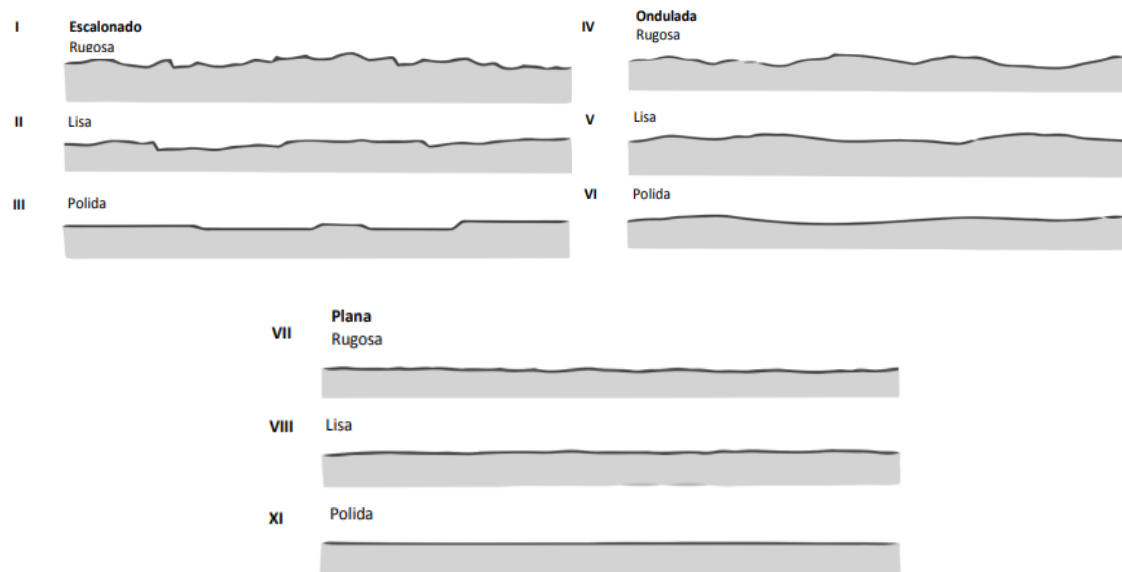 I Escalonado
Rugosa
II Lisa
III Polida
IV Ondulada
Rugosa
V Lisa
VI Polida
VII Plana
Rugosa
VIII Lisa
XI Polida